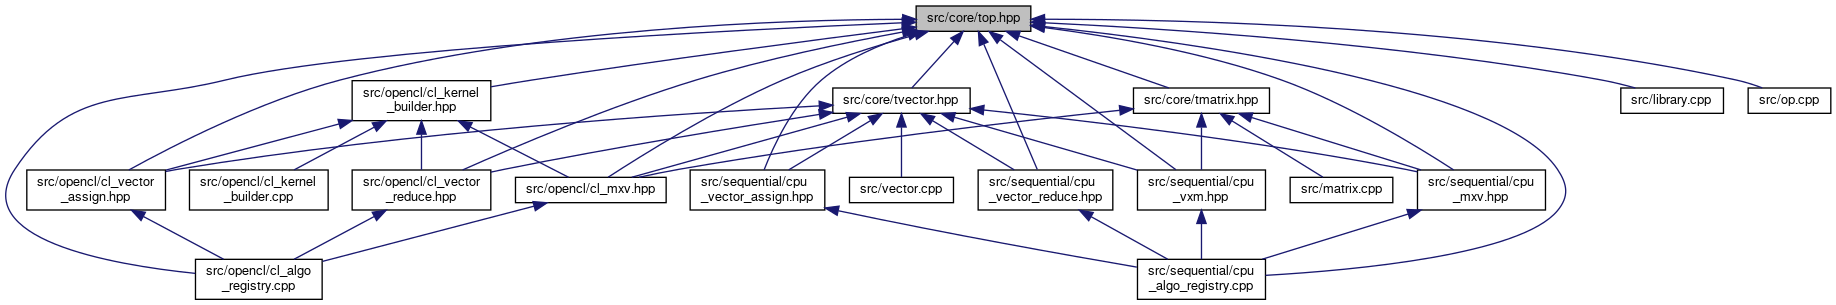 src/core/top.hpp
src/opencl/cl_kernel
_builder.hpp
src/core/tvector.hpp
src/core/tmatrix.hpp
src/library.cpp
src/op.cpp
src/opencl/cl_vector
_assign.hpp
src/opencl/cl_kernel
_builder.cpp
src/opencl/cl_vector
_reduce.hpp
src/opencl/cl_mxv.hpp
src/sequential/cpu
_vector_assign.hpp
src/vector.cpp
src/sequential/cpu
_vector_reduce.hpp
src/sequential/cpu
_vxm.hpp
src/matrix.cpp
src/sequential/cpu
_mxv.hpp
src/opencl/cl_algo
_registry.cpp
src/sequential/cpu
_algo_registry.cpp